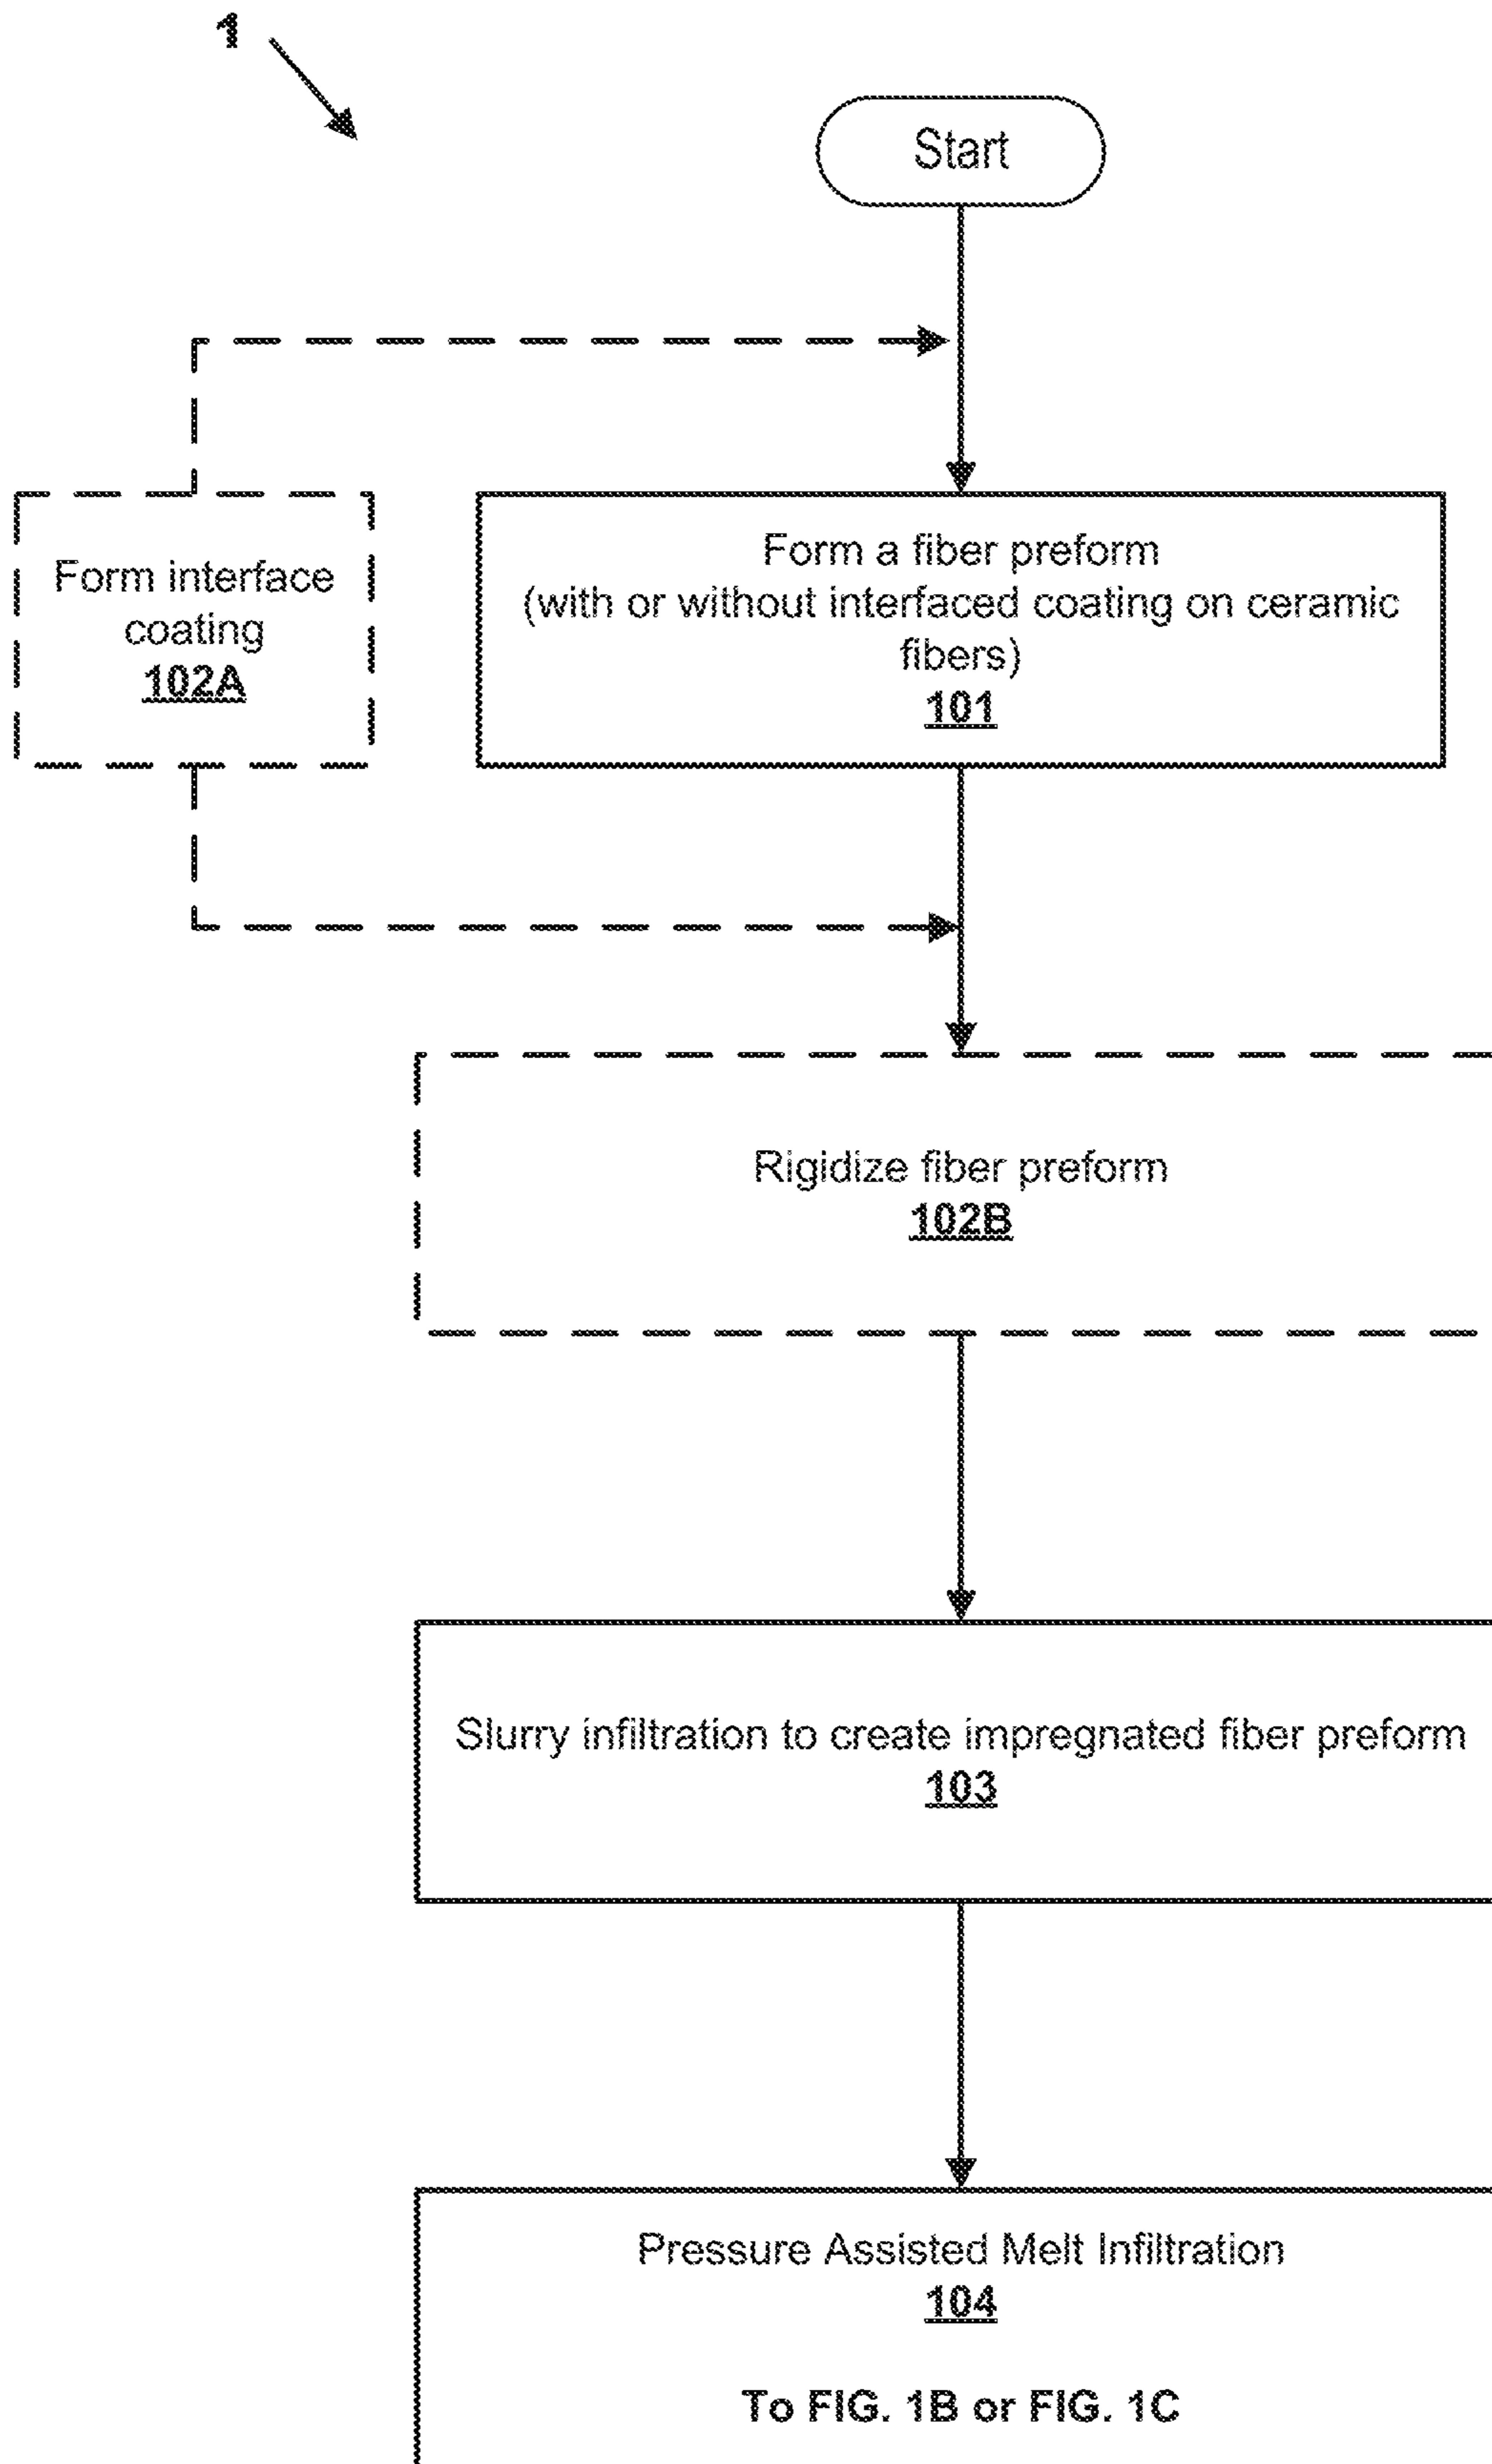 1
Start
Form interface
coating
102A
Form a fiber preform
(with or without interfaced coating on ceramic
fibers)
101
Rigidize fiber preform
102B
Slurry infiltration to create impregnated fiber preform
103
Pressure Assisted Melt Infiltration
104
To FIG. 1B or FIG. 1C